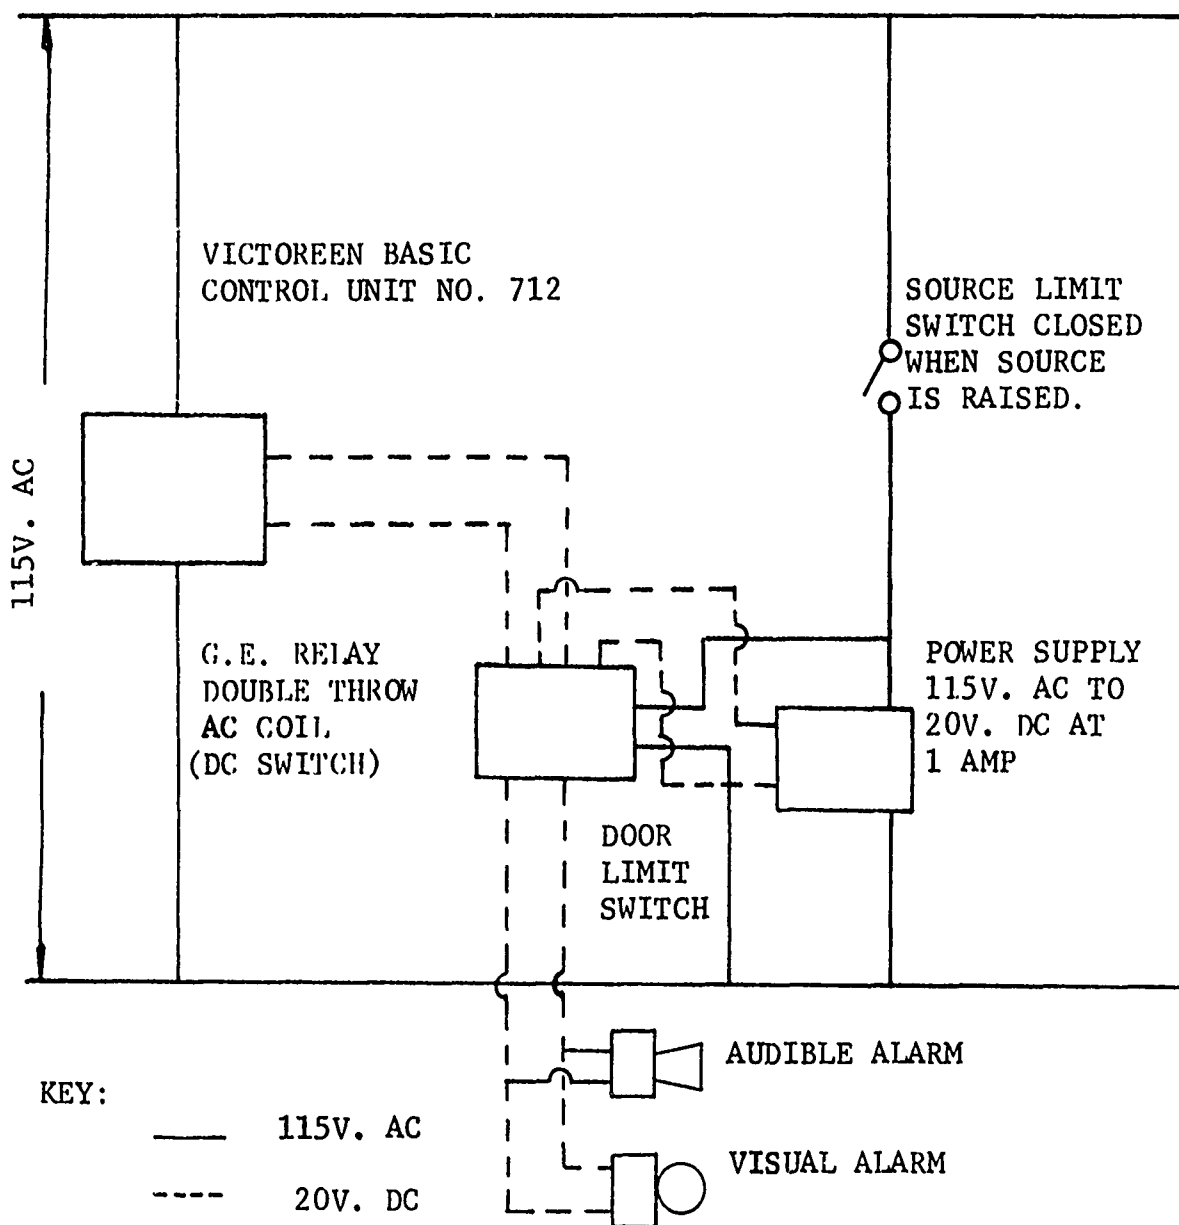 VICTOREEN BASIC
CONTROL UNIT NO. 712
SOURCE LIMIT
SWITCH CLOSED
WHEN SOURCE
IS RAISED.
115V. AC
G.E. RELAY
DOUBLE THROW
AC COIL
(DC SWITCH)
POWER SUPPLY
115V. AC TO
20V. DC AT
1 AMP
DOOR
LIMIT
SWITCH
AUDIBLE ALARM
KEY:
115V. AC
VISUAL ALARM
20V. DC